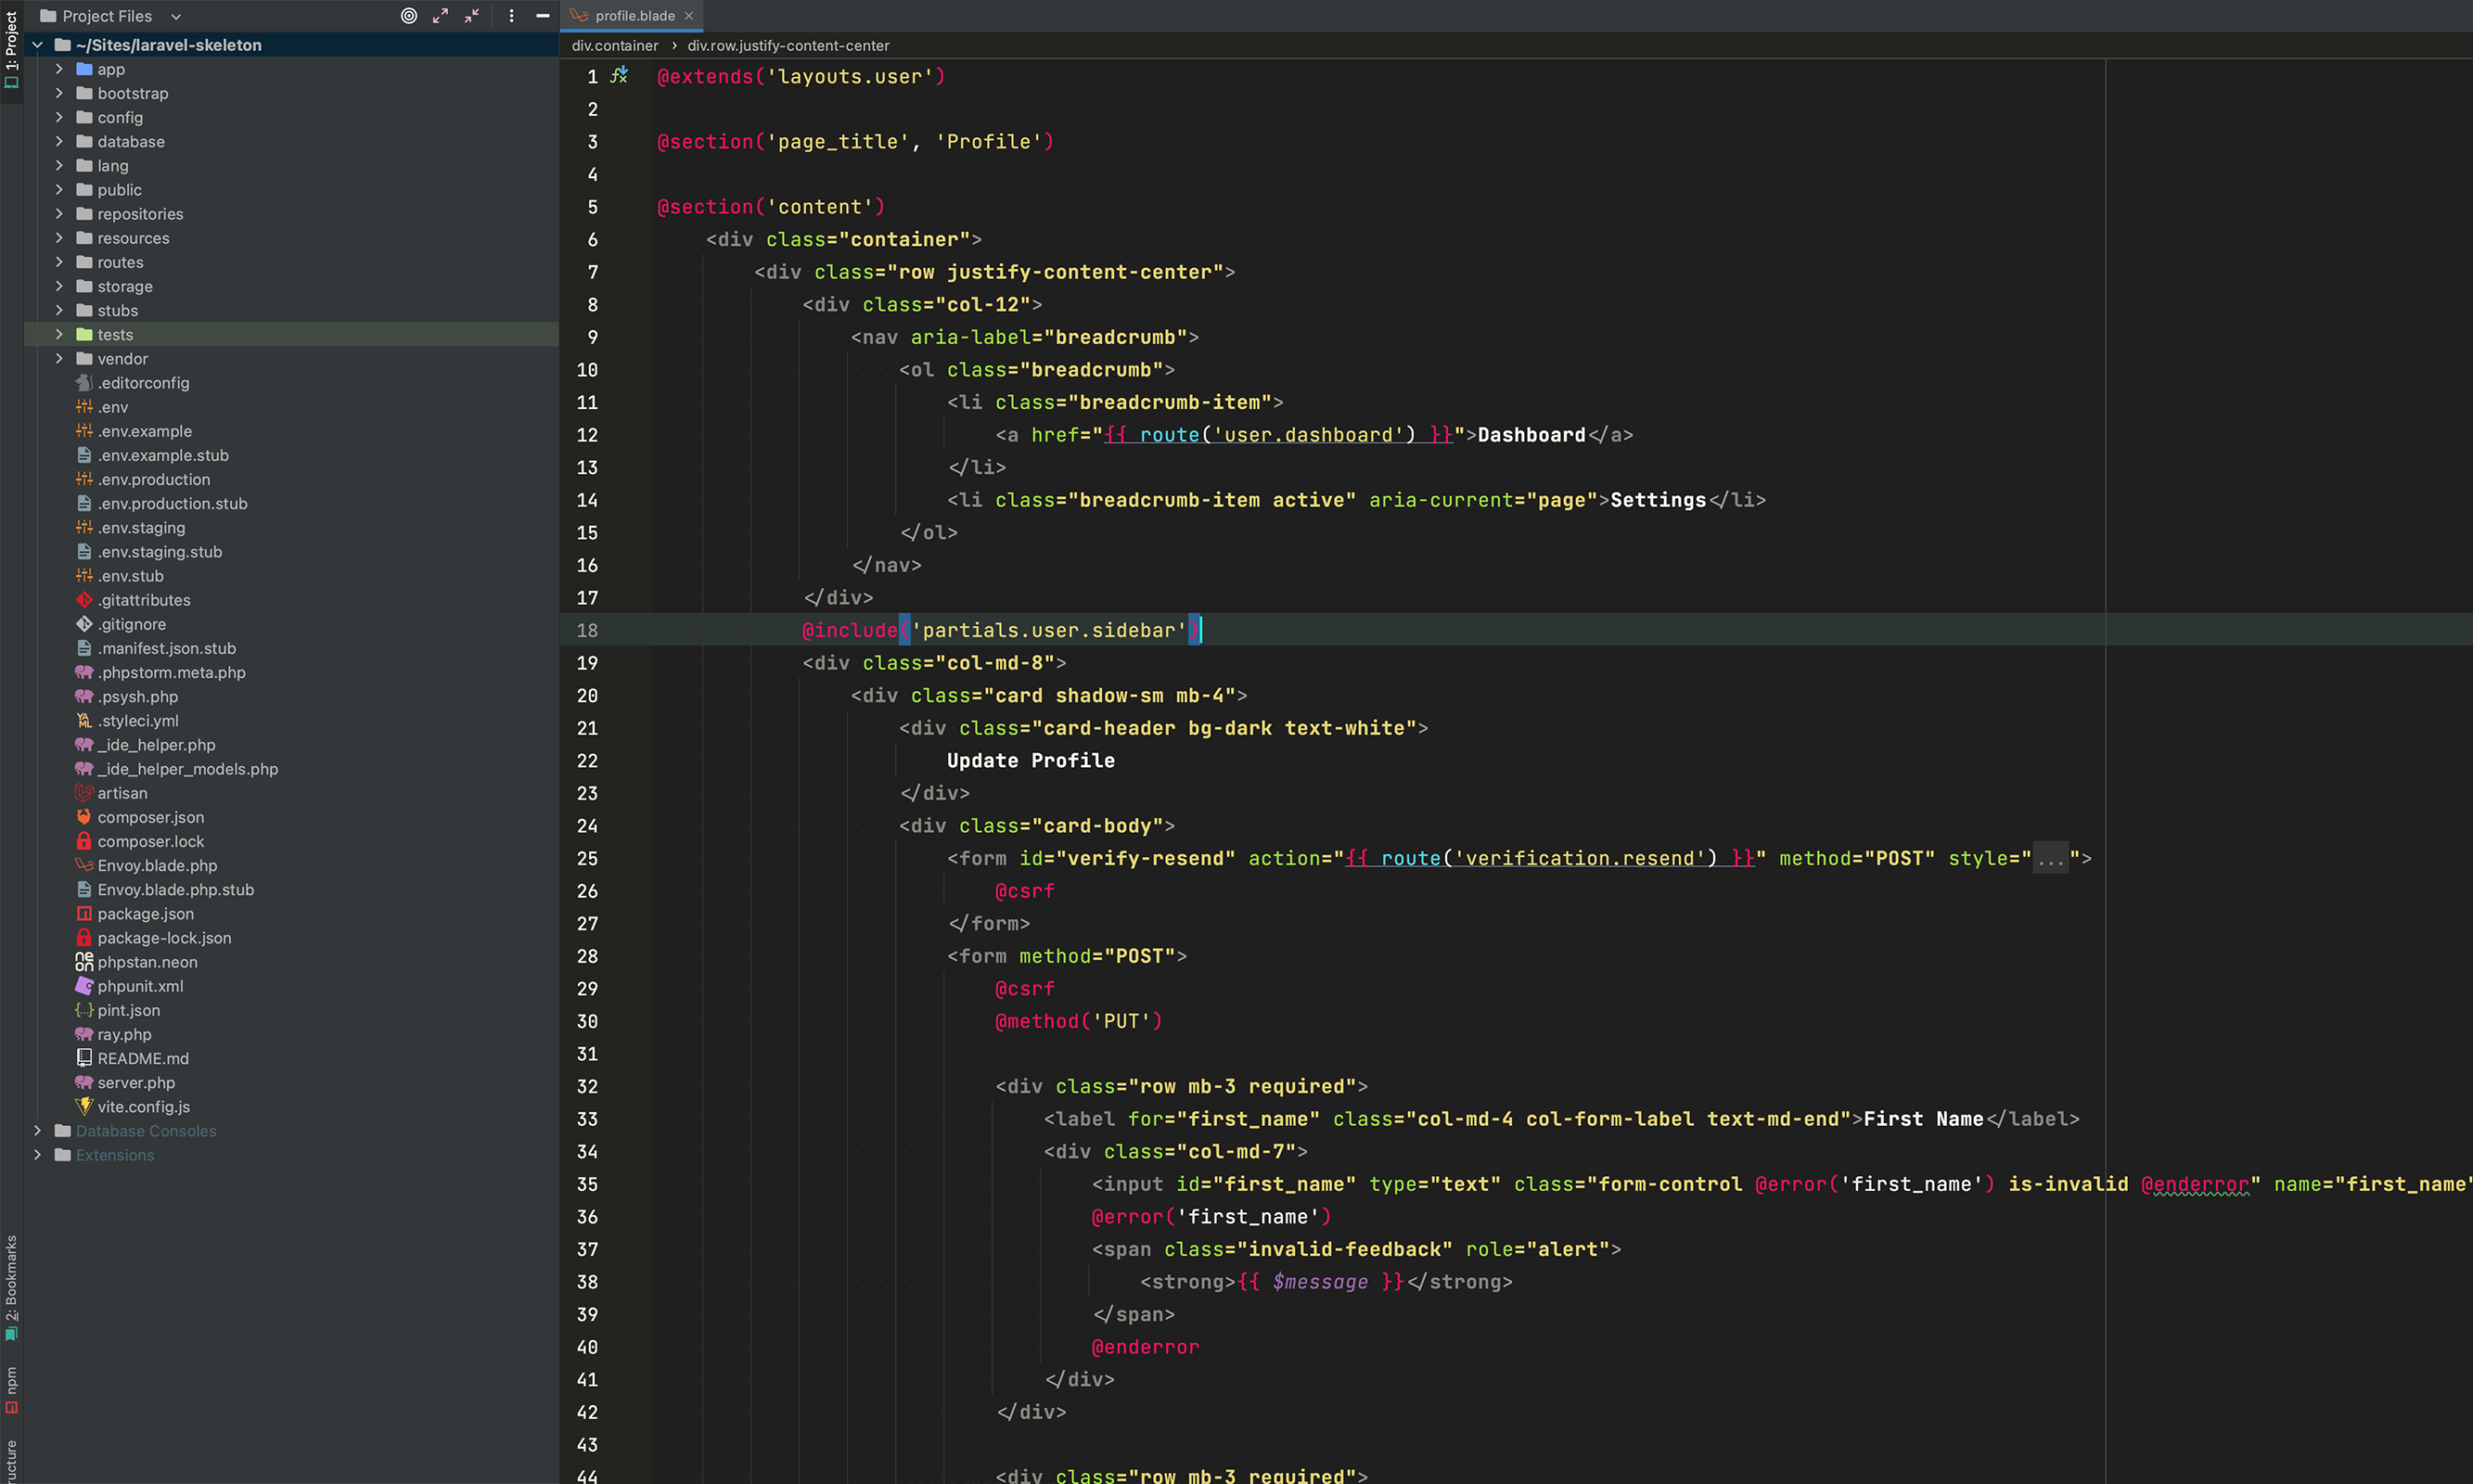 1: Project
Project Files
~/Sites/laravel-skeleton
app
bootstrap
config
database
lang
public
repositories
resources
routes
storage
stubs
tests
vendor
.editorconfig
.env
.env.example
.env.example.stub
.env.production
.env.production.stub
.env.staging
.env.staging.stub
.env.stub
.gitattributes
.gitignore
.manifest.json.stub
.phpstorm.meta.php
.psysh.php
.styleci.yml
_ide_helper.php
_ide_helper_models.php
artisan
composer.json
composer.lock
Envoy.blade.php
Envoy.blade.php.stub
package.json
package-lock.json
phpstan.neon
phpunit.xml
pint.json
ray.php
README.md
server.php
vite.config.js
Database Consoles
Extensions
2: Bookmarks
npm
ructure
profile.blade
div.container › div.row.justify-content-center
1 @extends('layouts.user')
2
3 @section('page_title', 'Profile')
4
5 @section('content')
6 <div class="container">
7 <div class="row justify-content-center">
8 <div class="col-12">
9 <nav aria-label="breadcrumb">
10 <ol class="breadcrumb">
11 <li class="breadcrumb-item">
12 <a href="{{ route('user.dashboard') }}">Dashboard</a>
13 </li>
14 <li class="breadcrumb-item active" aria-current="page">Settings</li>
15 </ol>
16 </nav>
17 </div>
18 @include('partials.user.sidebar')
19 <div class="col-md-8">
20 <div class="card shadow-sm mb-4">
21 <div class="card-header bg-dark text-white">
22 Update Profile
23 </div>
24 <div class="card-body">
25 <form id="verify-resend" action="{{ route('verification.resend') }}" method="POST" style="...">
26 @csrf
27 </form>
28 <form method="POST">
29 @csrf
30 @method('PUT')
31
32 <div class="row mb-3 required">
33 <label for="first_name" class="col-md-4 col-form-label text-md-end">First Name</label>
34 <div class="col-md-7">
35 <input id="first_name" type="text" class="form-control @error('first_name') is-invalid @enderror" name="first_name"
36 @error('first_name')
37 <span class="invalid-feedback" role="alert">
38 <strong>{{ $message }}</strong>
39 </span>
40 @enderror
41 </div>
42 </div>
43
44 <div class="row mb-3 required">